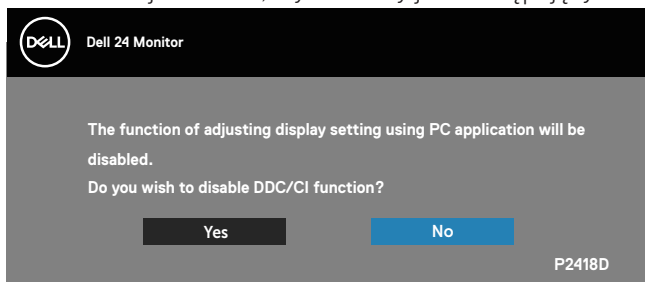 DELL
Dell 24 Monitor
The function of adjusting display setting using PC application will be
disabled.
Do you wish to disable DDC/CI function?
Yes
No
P2418D